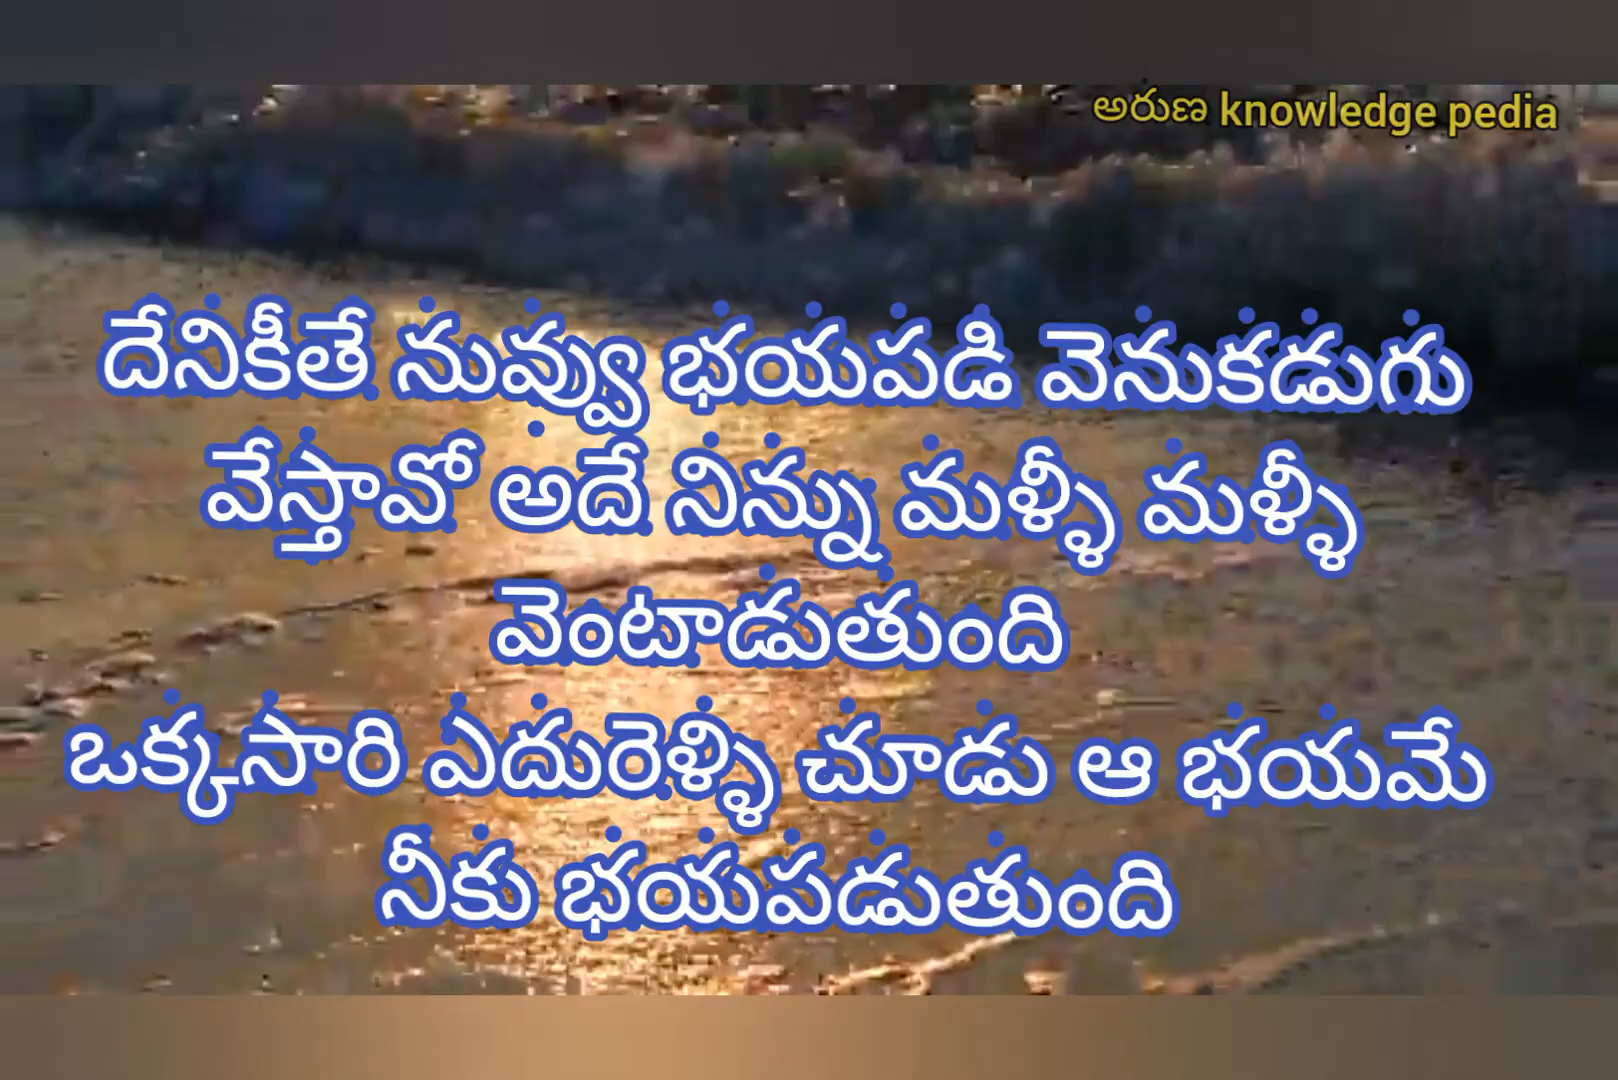 అరుణ knowledge pedia
దేనికీతే నువ్వు భయపడి వెనుకడుగు
వేస్తావో అదే నిన్ను మళ్ళీ మళ్ళీ
వెంటాడుతుంది
ఒక్కసారి ఎదురెళ్ళి చూడు ఆ భయమే
నీకు భయపడుతుంది